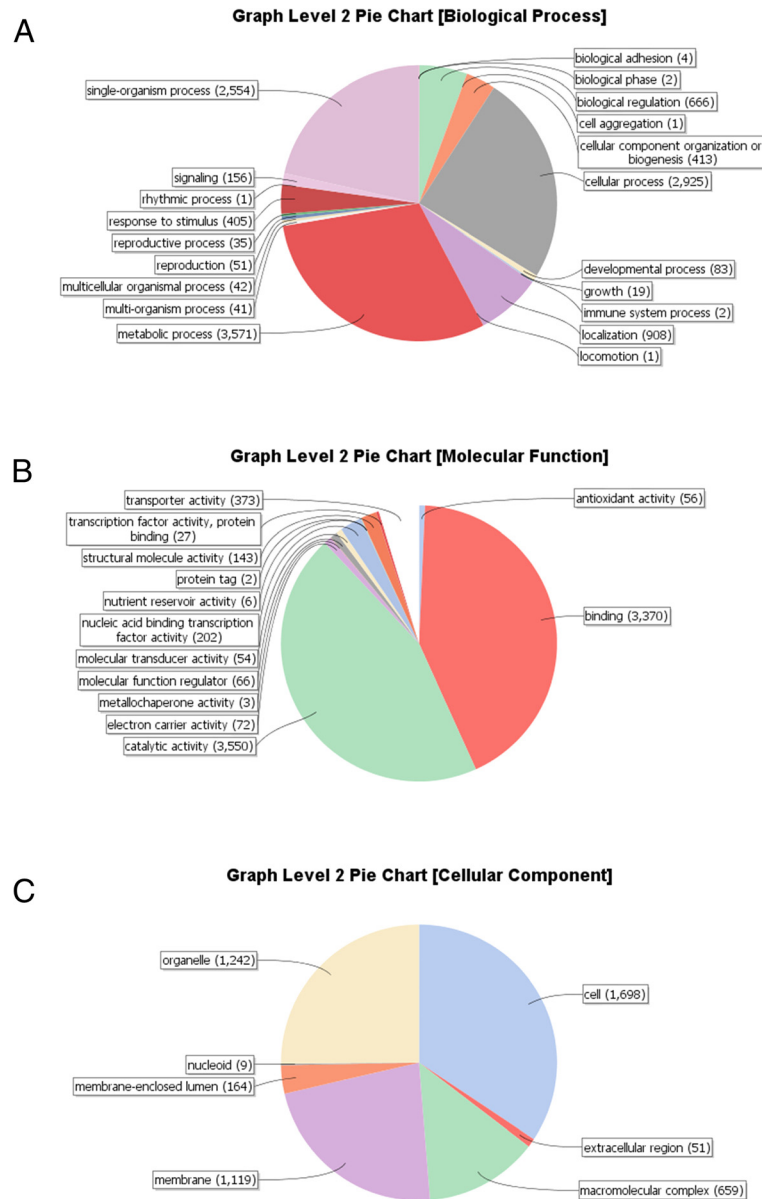 A
Graph Level 2 Pie Chart [Biological Process]
single-organism process (2,554)
signaling (156)
rhythmic process (1)
response to stimulus (405)
reproductive process (35)
reproduction (51)
multicellular organismal process (42)
multi-organism process (41)
metabolic process (3,571)
biological adhesion (4)
biological phase (2)
biological regulation (666)
cell aggregation (1)
cellular component organization or
biogenesis (413)
cellular process (2,925)
developmental process (83)
growth (19)
immune system process (2)
localization (908)
locomotion (1)
B
Graph Level 2 Pie Chart [Molecular Function]
transporter activity (373)
transcription factor activity, protein
binding (27)
structural molecule activity (143)
protein tag (2)
nutrient reservoir activity (6)
nucleic acid binding transcription
factor activity (202)
molecular transducer activity (54)
molecular function regulator (66)
metallochaperone activity (3)
electron carrier activity (72)
catalytic activity (3,550)
antioxidant activity (56)
binding (3,370)
C
Graph Level 2 Pie Chart [Cellular Component]
organelle (1,242)
nucleoid (9)
membrane-enclosed lumen (164)
membrane (1,119)
cell (1,698)
extracellular region (51)
macromolecular complex (659)